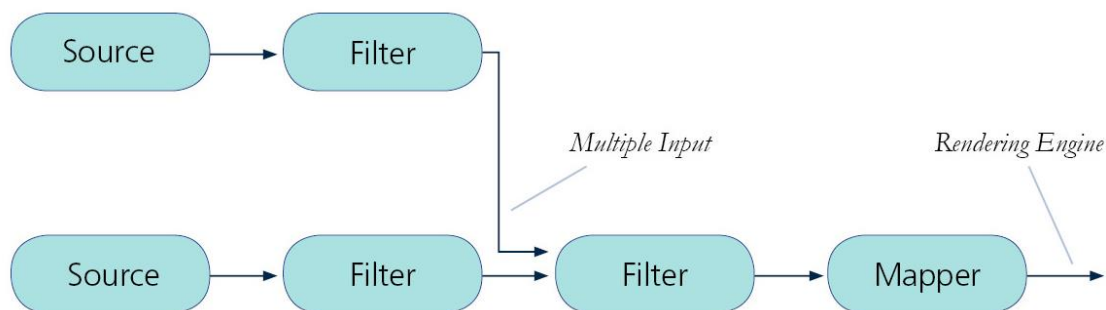 Source
Filter
Multiple Input
Rendering Engine
Source
Filter
Filter
Mapper